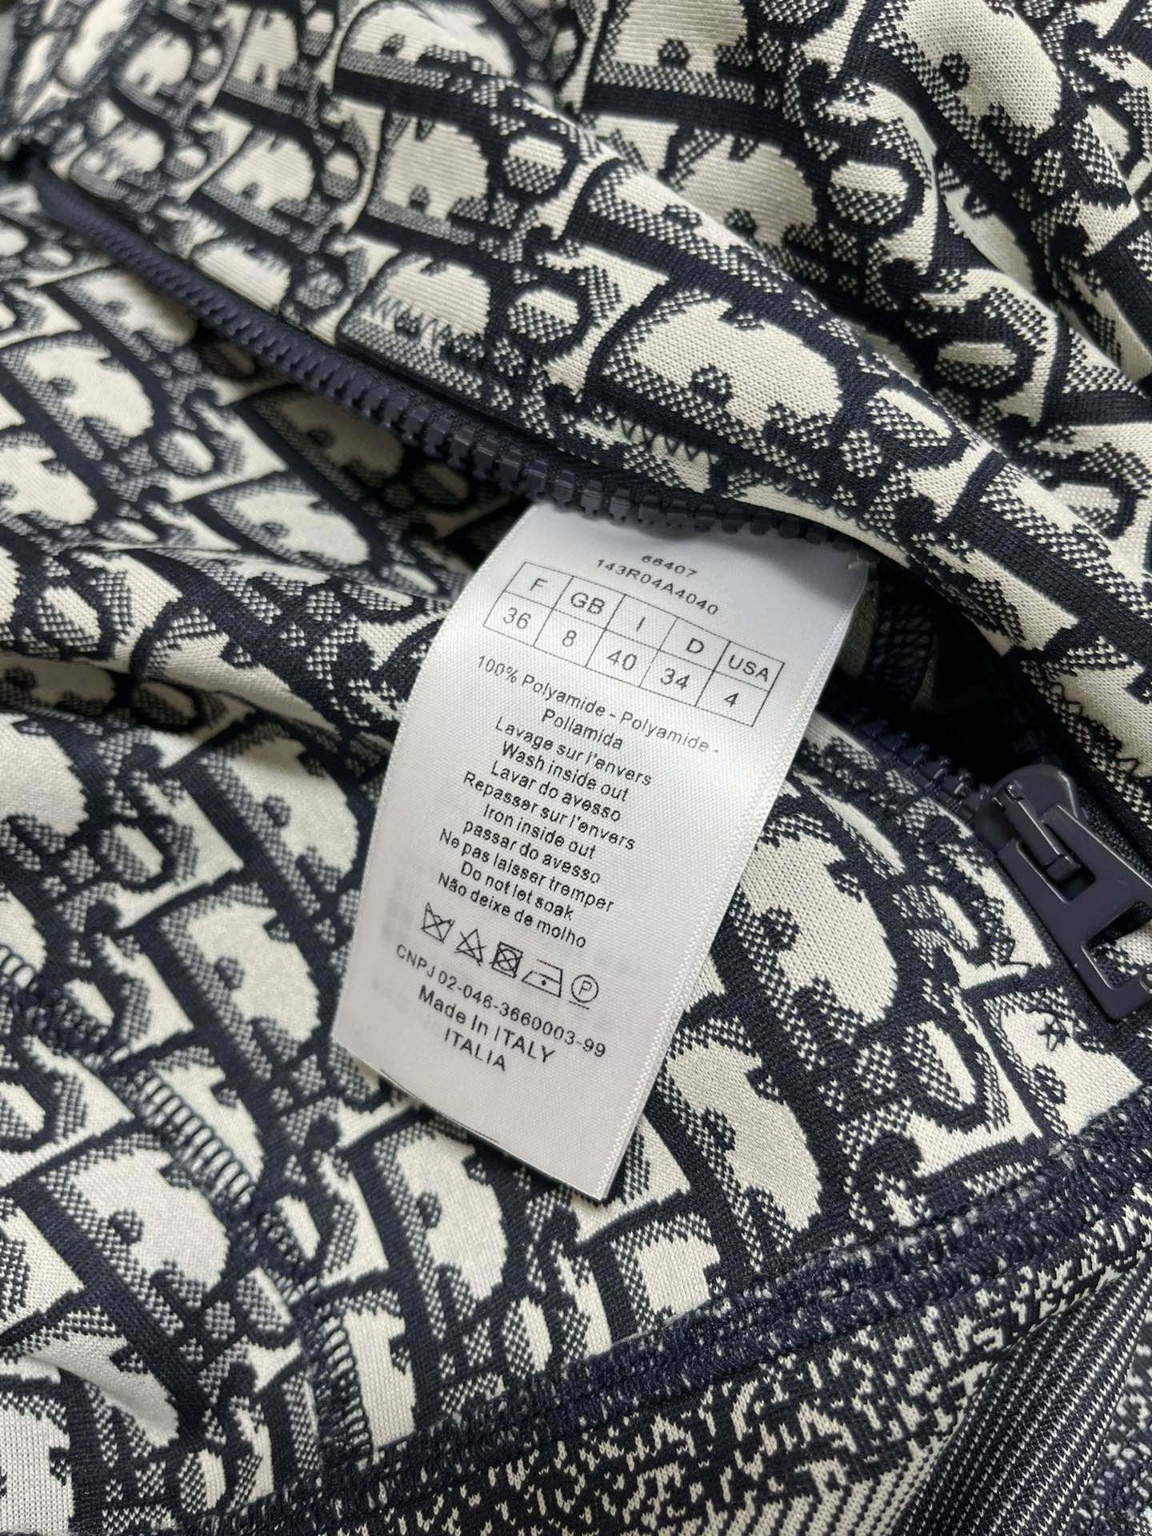 66407
143R04A4040
F GB I D USA
36 8 40 34 4
100% Polyamide - Polyamide -
Poliamida
Lavage sur l'envers
Wash inside out
Lavar do avesso
Repasser sur l'envers
Iron inside out
passar do avesso
Ne pas laisser tremper
Do not let soak
Não deixe de molho
P
CNPJ 02-046-3660003-99
Made In ITALY
ITALIA